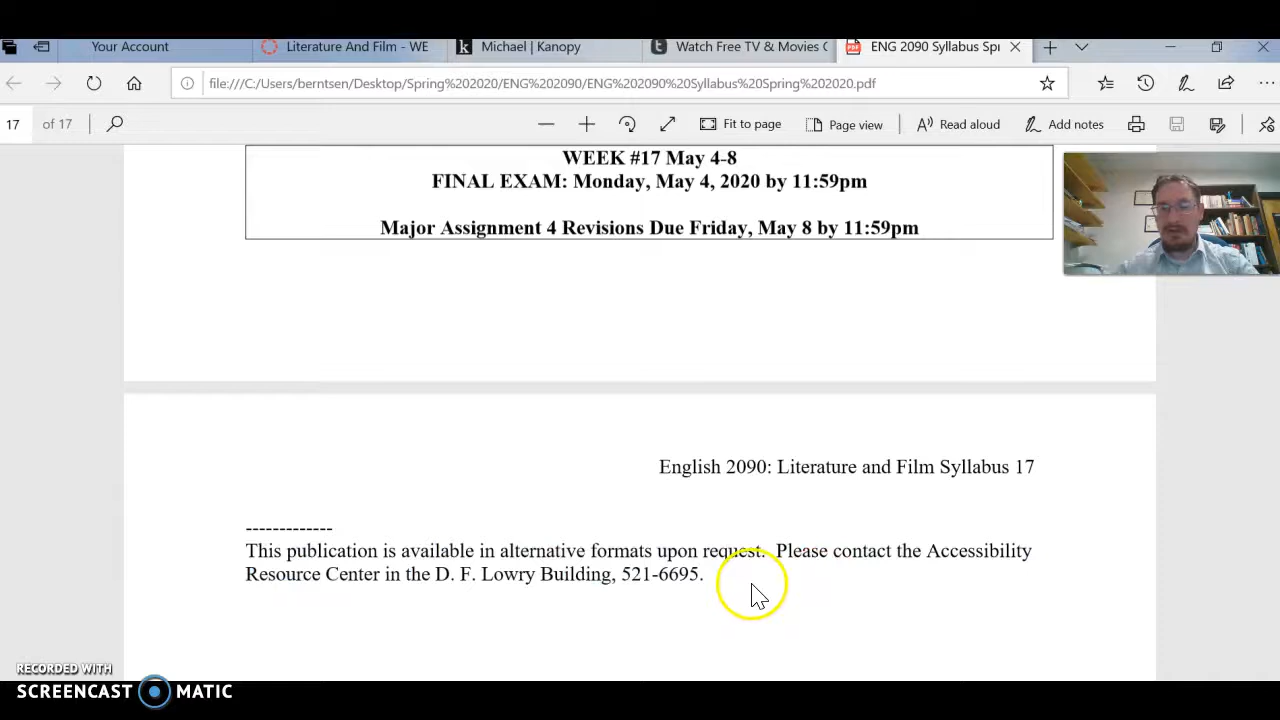 Your Account
Literature And Film - WE
Michael | Kanopy
Watch Free TV & Movies C
ENG 2090 Syllabus Spr
file:///C:/Users/berntsen/Desktop/Spring%202020/ENG%202090/ENG%202090%20Syllabus%20Spring%202020.pdf
17 of 17
Fit to page
Page view
Read aloud
Add notes
WEEK #17 May 4-8
FINAL EXAM: Monday, May 4, 2020 by 11:59pm
Major Assignment 4 Revisions Due Friday, May 8 by 11:59pm
English 2090: Literature and Film Syllabus 17
-------------
This publication is available in alternative formats upon request. Please contact the Accessibility
Resource Center in the D. F. Lowry Building, 521-6695.
RECORDED WITH
SCREENCAST MATIC